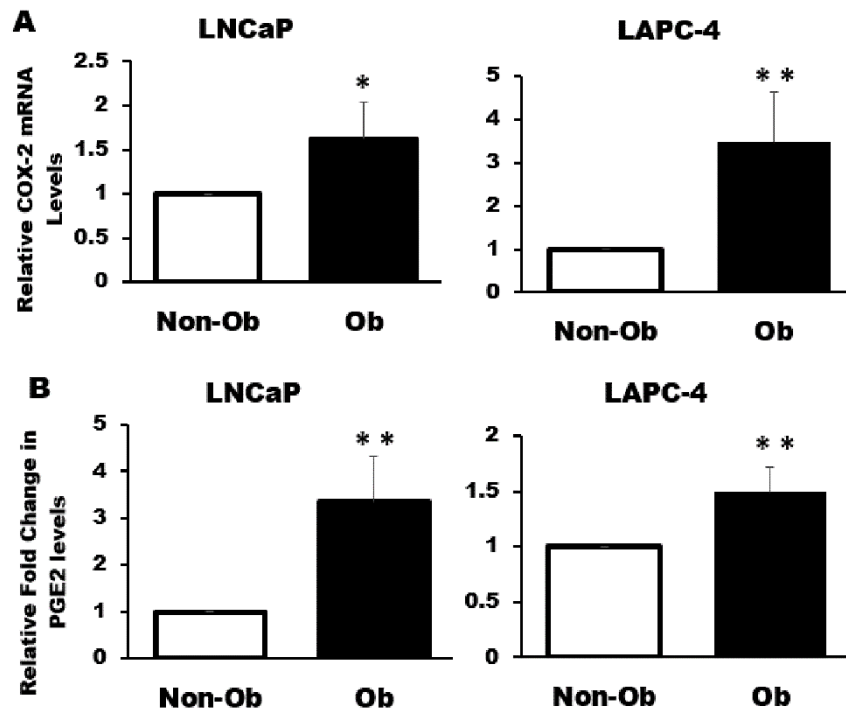 A
LNCaP
LAPC-4
Relative COX-2 mRNA
Levels
2.5
2
1.5
1
0.5
0
*
Non-Ob
Ob
5
4
3
2
1
0
**
Non-Ob
Ob
B
LNCaP
LAPC-4
Relative Fold Change in
PGE2 levels
5
4
3
2
1
0
**
Non-Ob
Ob
2
1.5
1
0.5
0
**
Non-Ob
Ob